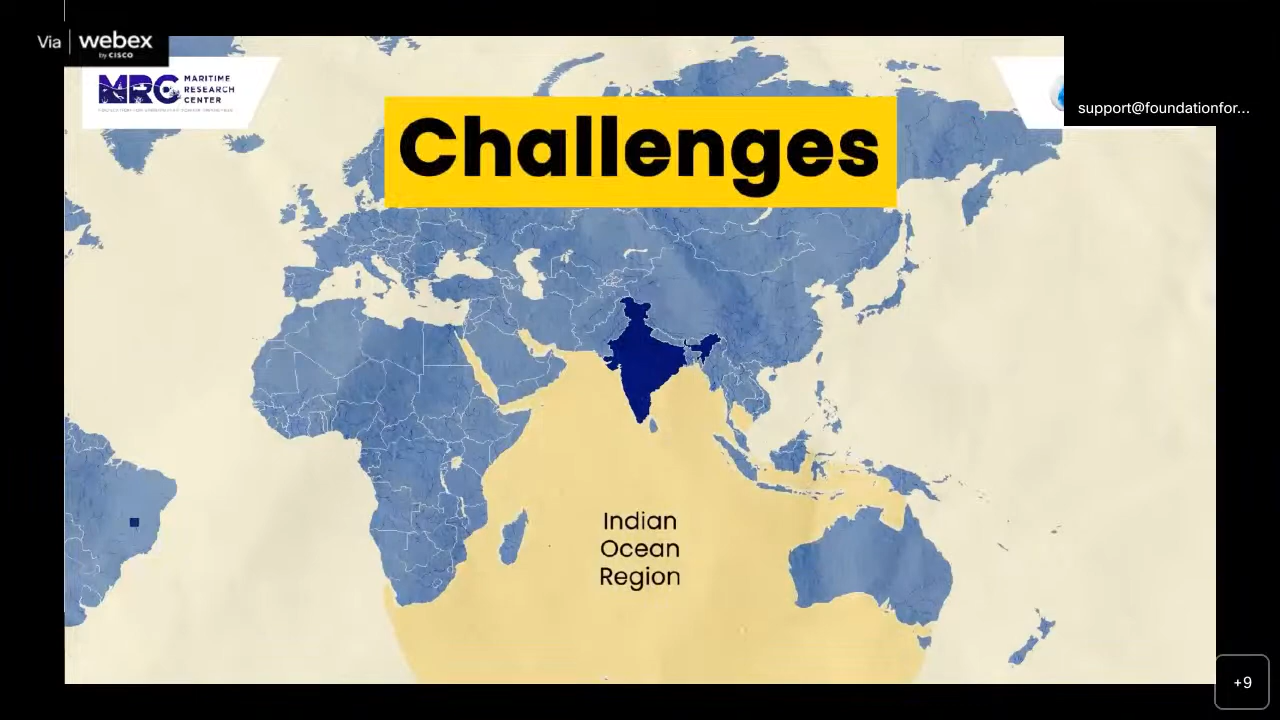 Via webex
by CISCO
MRC MARITIME
RESEARCH
CENTER
support@foundationfor...
Challenges
Indian
Ocean
Region
+9